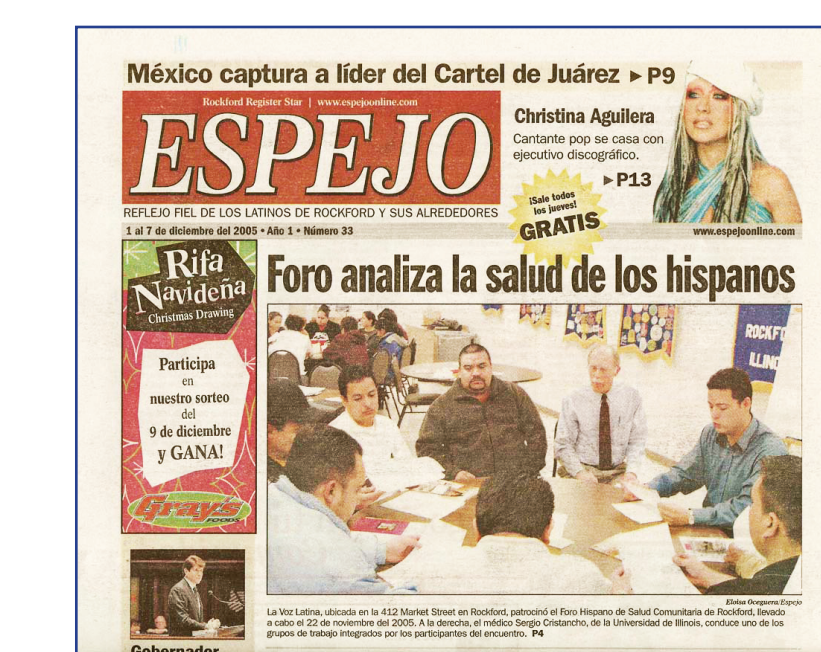 México captura a líder del Cartel de Juárez ▸ P9
Rockford Register Star | www.espejoonline.com
ESPEJO
REFLEJO FIEL DE LOS LATINOS DE ROCKFORD Y SUS ALREDEDORES
Christina Aguilera
Cantante pop se casa con
ejecutivo discográfico.
▸ P13
¡Sale todos
los jueves!
GRATIS
1 al 7 de diciembre del 2005 • Año 1 • Número 33
www.espejoonline.com
Rifa
Navideña
Christmas Drawing
Participa
en
nuestro sorteo
del
9 de diciembre
y GANA!
Gray's
FOODS
Foro analiza la salud de los hispanos
ROCKF
ILLINO
Eloisa Oceguera/Espejo
La Voz Latina, ubicada en la 412 Market Street en Rockford, patrocinó el Foro Hispano de Salud Comunitaria de Rockford, llevado
a cabo el 22 de noviembre del 2005. A la derecha, el médico Sergio Cristancho, de la Universidad de Illinois, conduce uno de los
grupos de trabajo integrados por los participantes del encuentro. P4
Gobernador